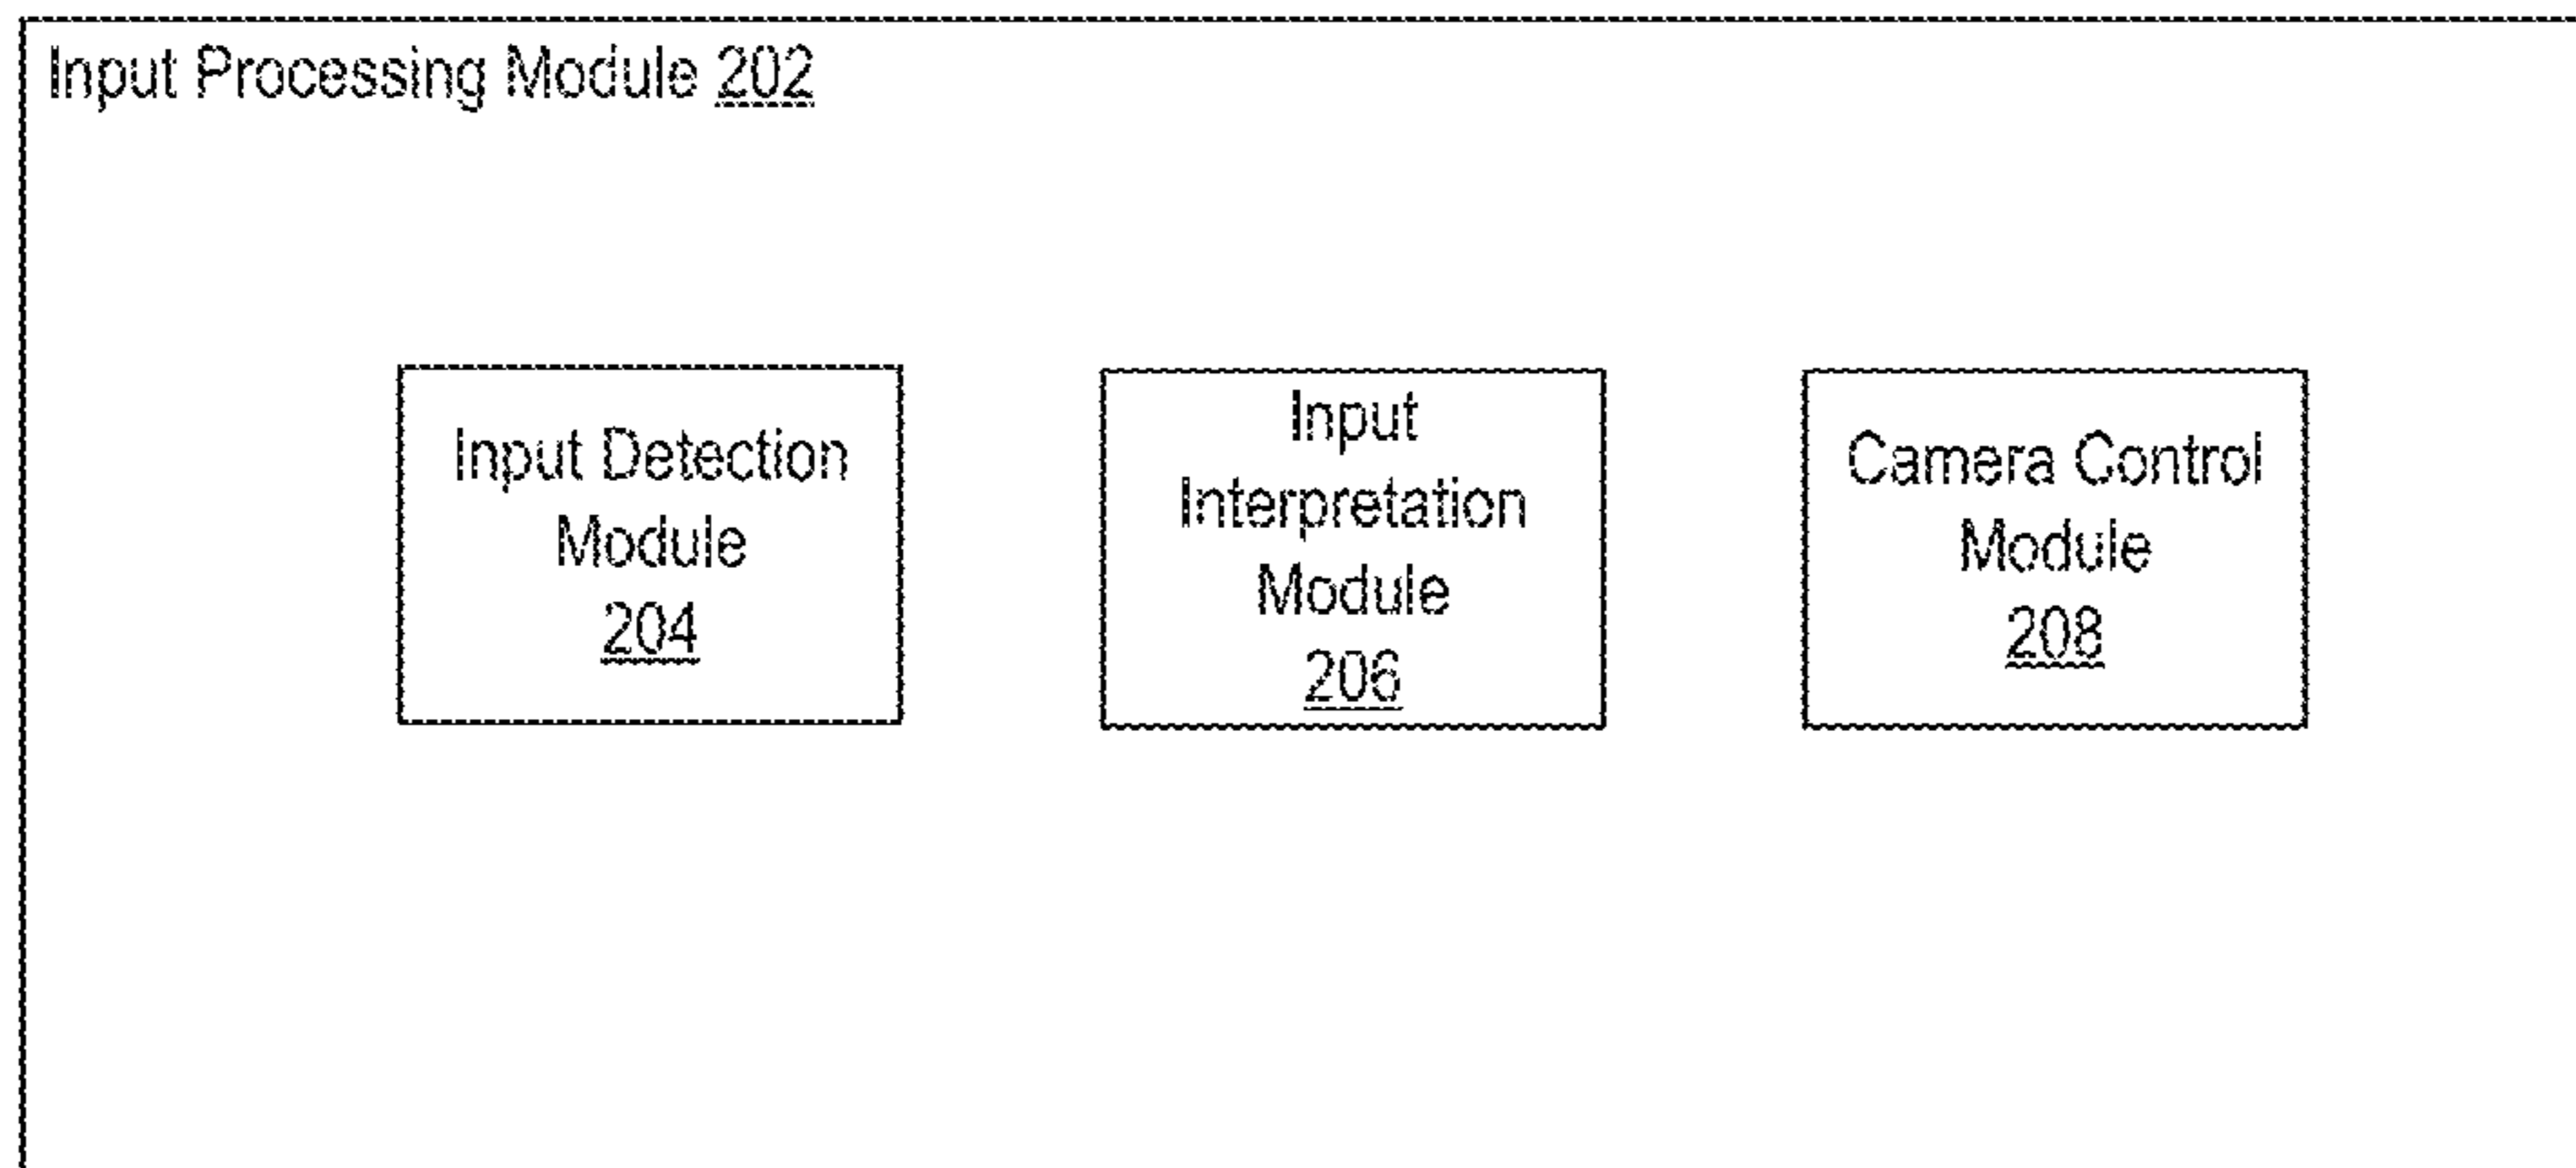 Input Processing Module 202
Input Detection
Module
204
Input
Interpretation
Module
206
Camera Control
Module
208